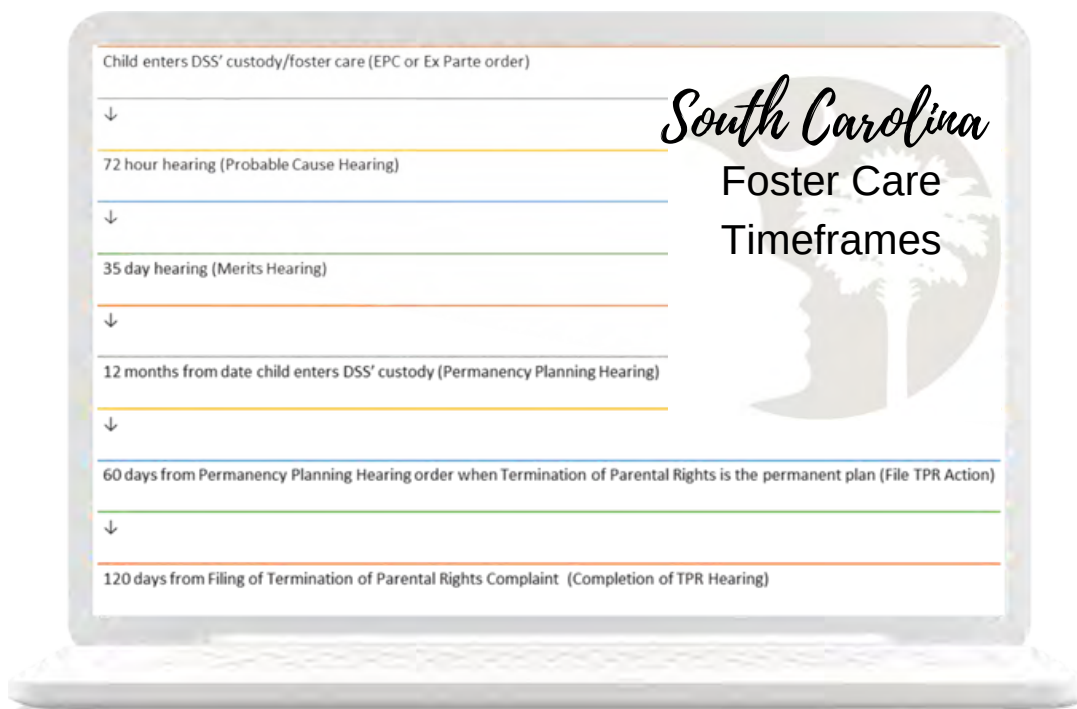 Child enters DSS’ custody/foster care (EPC or Ex Parte order)
↓
South Carolina
72 hour hearing (Probable Cause Hearing)
Foster Care
↓
Timeframes
35 day hearing (Merits Hearing)
↓
12 months from date child enters DSS’ custody (Permanency Planning Hearing)
↓
60 days from Permanency Planning Hearing order when Termination of Parental Rights is the permanent plan (File TPR Action)
↓
120 days from Filing of Termination of Parental Rights Complaint (Completion of TPR Hearing)